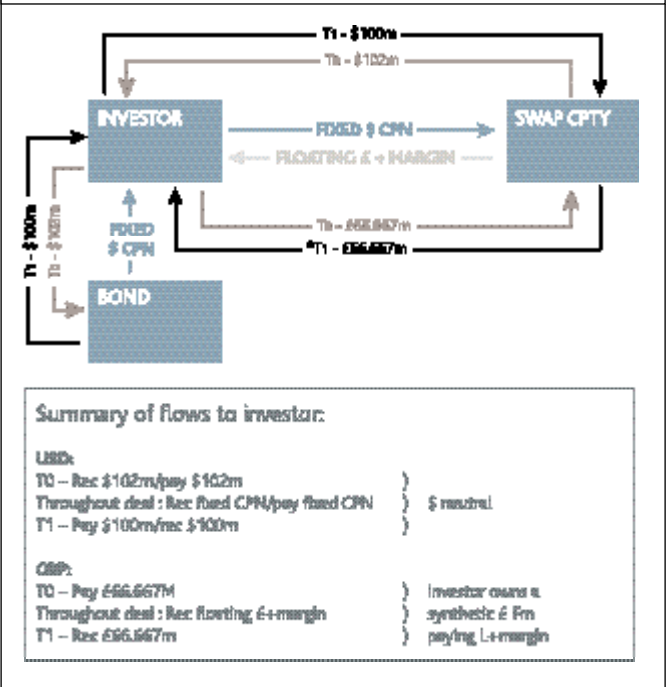 T1 – $100m
T0 – $102m
INVESTOR
SWAP CPTY
FIXED $ CPN
FLOATING £ + MARGIN
T1 – $100m
T0 – $102m
FIXED
$ CPN
T0 – £66.667m
*T1 – £66.667m
BOND
Summary of flows to investor:
USD:
T0 – Rec $102m/pay $102m )
Throughout deal : Rec fixed CPN/pay fixed CPN ) $ neutral
T1 – Pay $100m/rec $100m )
GBP:
T0 – Pay £66.667M ) Investor owns a
Throughout deal : Rec floating £+margin ) synthetic £ Frn
T1 – Rec £66.667m ) paying L+margin